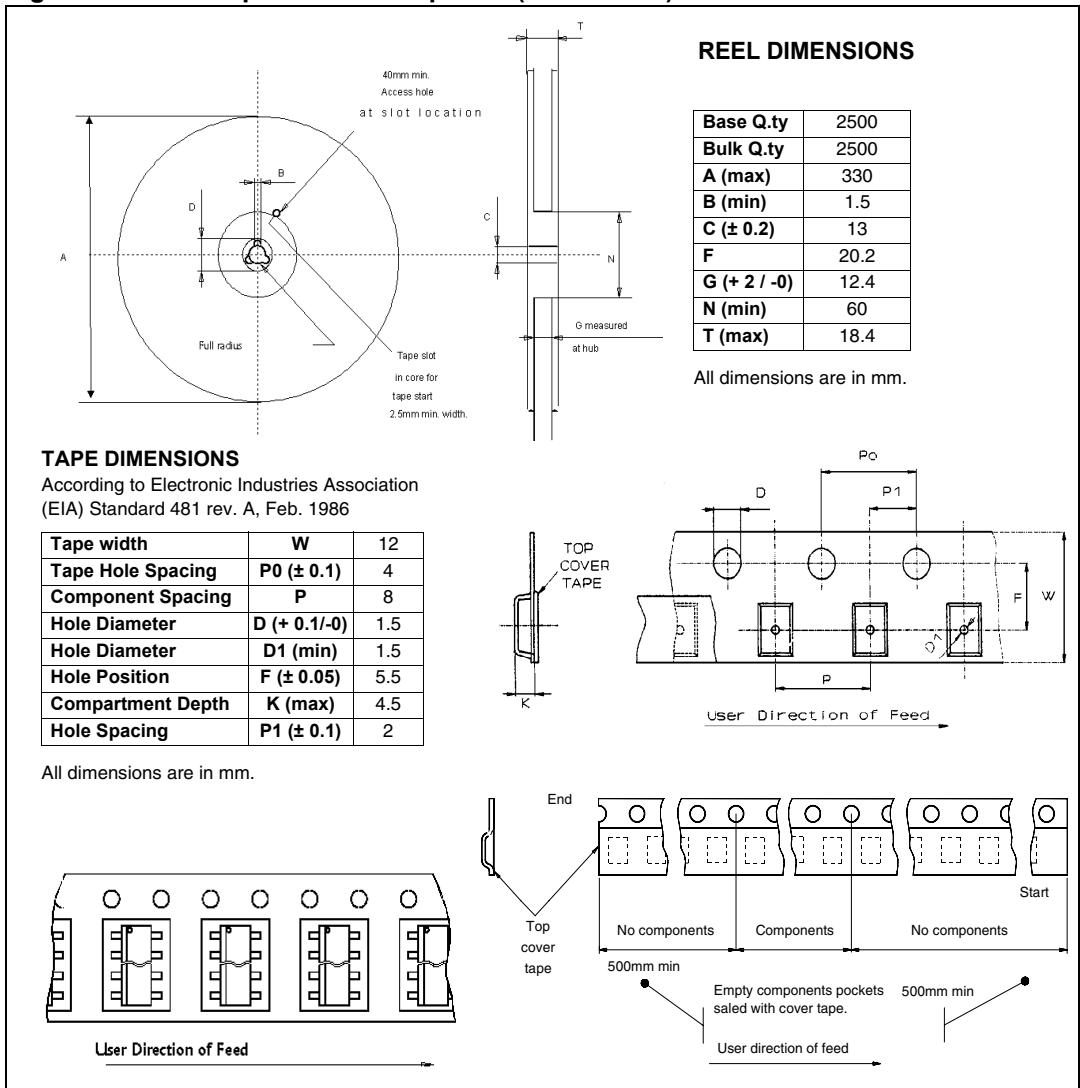 T
REEL DIMENSIONS
40mm min.
Access hole
at slot location
B
D
A
C
N
Full radius
Tape slot
in core for
tape start
2.5mm min. width.
G measured
at hub
Base Q.ty 2500
Bulk Q.ty 2500
A (max) 330
B (min) 1.5
C (± 0.2) 13
F 20.2
G (+ 2 / -0) 12.4
N (min) 60
T (max) 18.4
All dimensions are in mm.
TAPE DIMENSIONS
According to Electronic Industries Association
(EIA) Standard 481 rev. A, Feb. 1986
Tape width W 12
Tape Hole Spacing P0 (± 0.1) 4
Component Spacing P 8
Hole Diameter D (+ 0.1/-0) 1.5
Hole Diameter D1 (min) 1.5
Hole Position F (± 0.05) 5.5
Compartment Depth K (max) 4.5
Hole Spacing P1 (± 0.1) 2
All dimensions are in mm.
TOP
COVER
TAPE
K
Po
D
P1
F
W
D1
P
User Direction of Feed
End
Start
Top
cover
tape
No components
Components
No components
500mm min
Empty components pockets
saled with cover tape.
500mm min
User direction of feed
User Direction of Feed